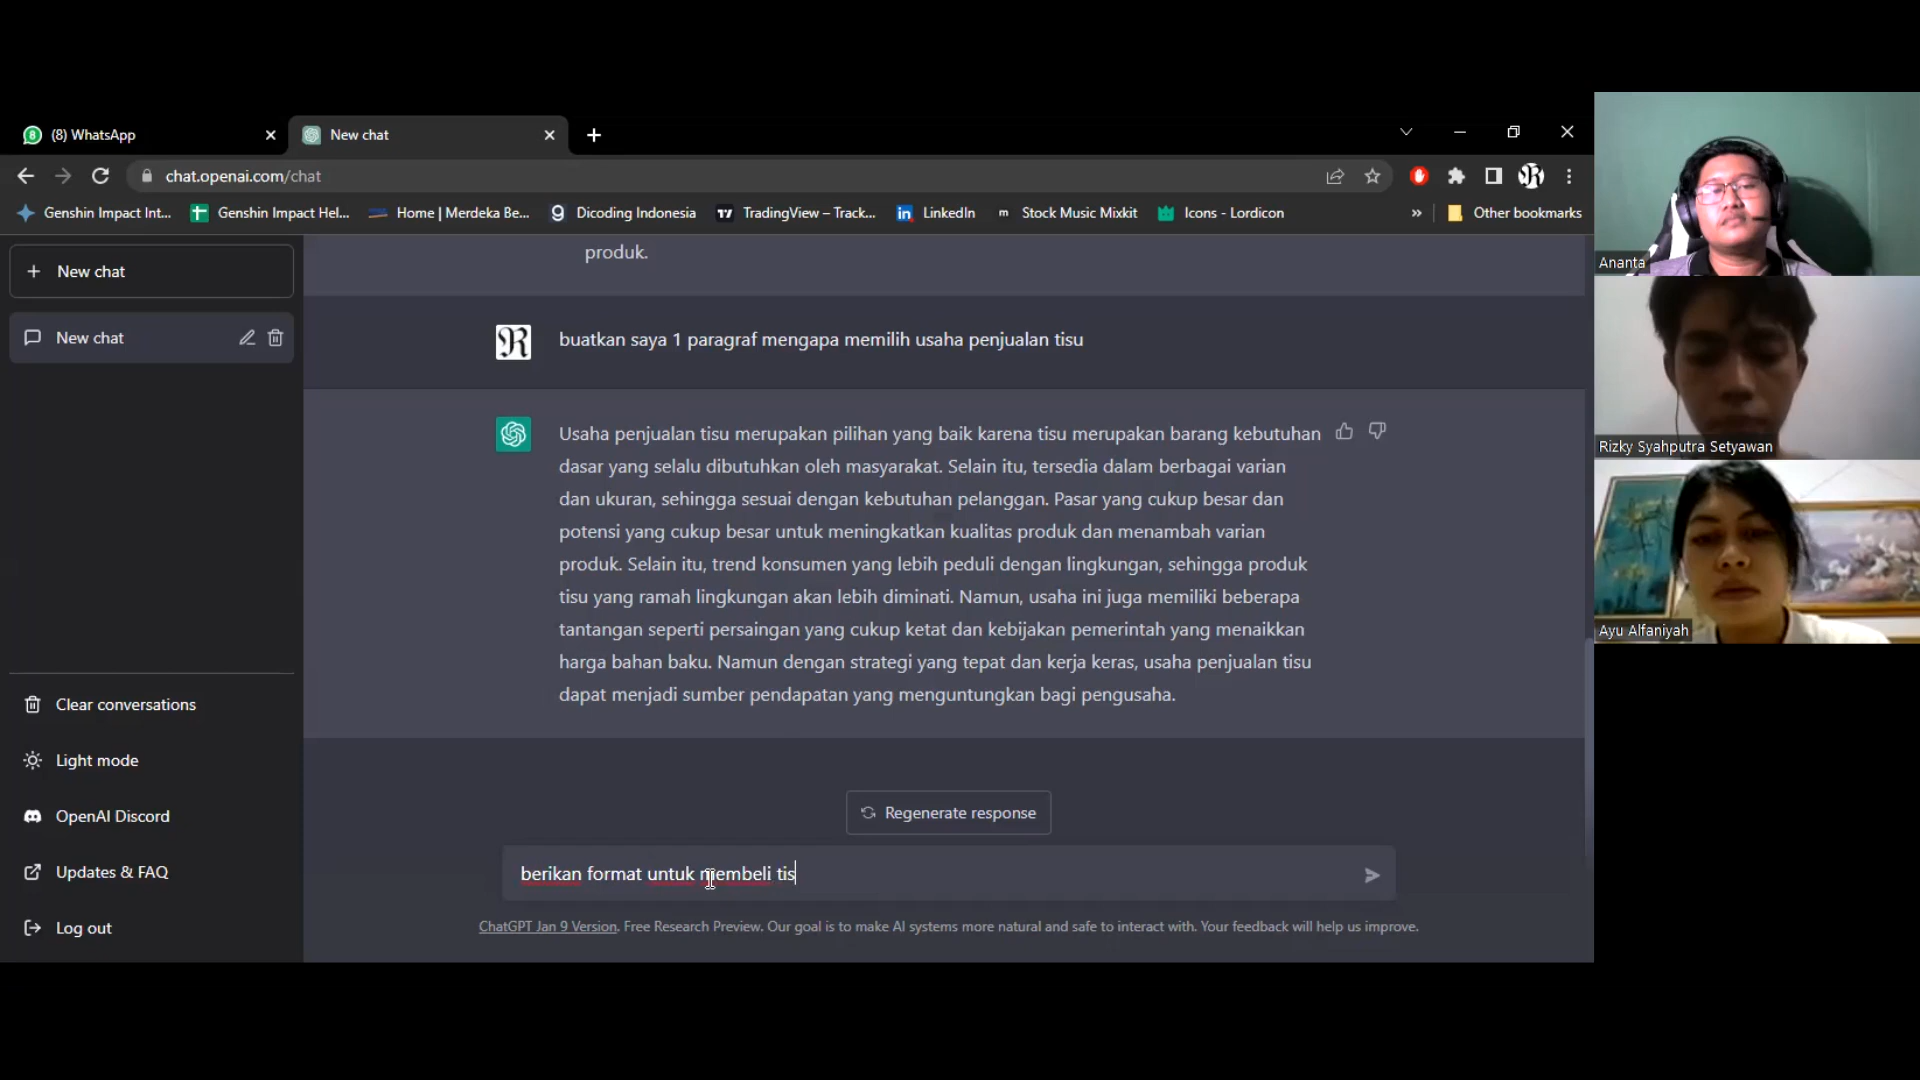 (8) WhatsApp
New chat
chat.openai.com/chat
Genshin Impact Int...
Genshin Impact Hel...
Home | Merdeka Be...
Dicoding Indonesia
TradingView – Track...
LinkedIn
Stock Music Mixkit
Icons - Lordicon
»
Other bookmarks
+ New chat
New chat
Clear conversations
Light mode
OpenAI Discord
Updates & FAQ
Log out
produk.
buatkan saya 1 paragraf mengapa memilih usaha penjualan tisu
Usaha penjualan tisu merupakan pilihan yang baik karena tisu merupakan barang kebutuhan
dasar yang selalu dibutuhkan oleh masyarakat. Selain itu, tersedia dalam berbagai varian
dan ukuran, sehingga sesuai dengan kebutuhan pelanggan. Pasar yang cukup besar dan
potensi yang cukup besar untuk meningkatkan kualitas produk dan menambah varian
produk. Selain itu, trend konsumen yang lebih peduli dengan lingkungan, sehingga produk
tisu yang ramah lingkungan akan lebih diminati. Namun, usaha ini juga memiliki beberapa
tantangan seperti persaingan yang cukup ketat dan kebijakan pemerintah yang menaikkan
harga bahan baku. Namun dengan strategi yang tepat dan kerja keras, usaha penjualan tisu
dapat menjadi sumber pendapatan yang menguntungkan bagi pengusaha.
Regenerate response
berikan format untuk membeli tis
ChatGPT Jan 9 Version. Free Research Preview. Our goal is to make AI systems more natural and safe to interact with. Your feedback will help us improve.
Ananta
Rizky Syahputra Setyawan
Ayu Alfaniyah